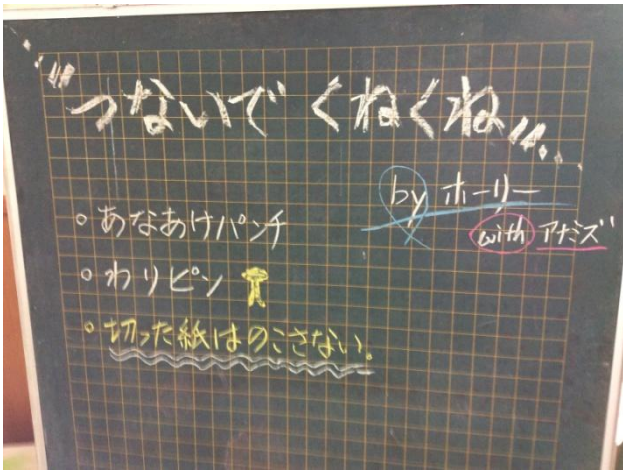 "つないで くねくね"...
by ホーリー
with アナミズ
。あなあけパンチ
。わりピン
。切った紙はのこさない。